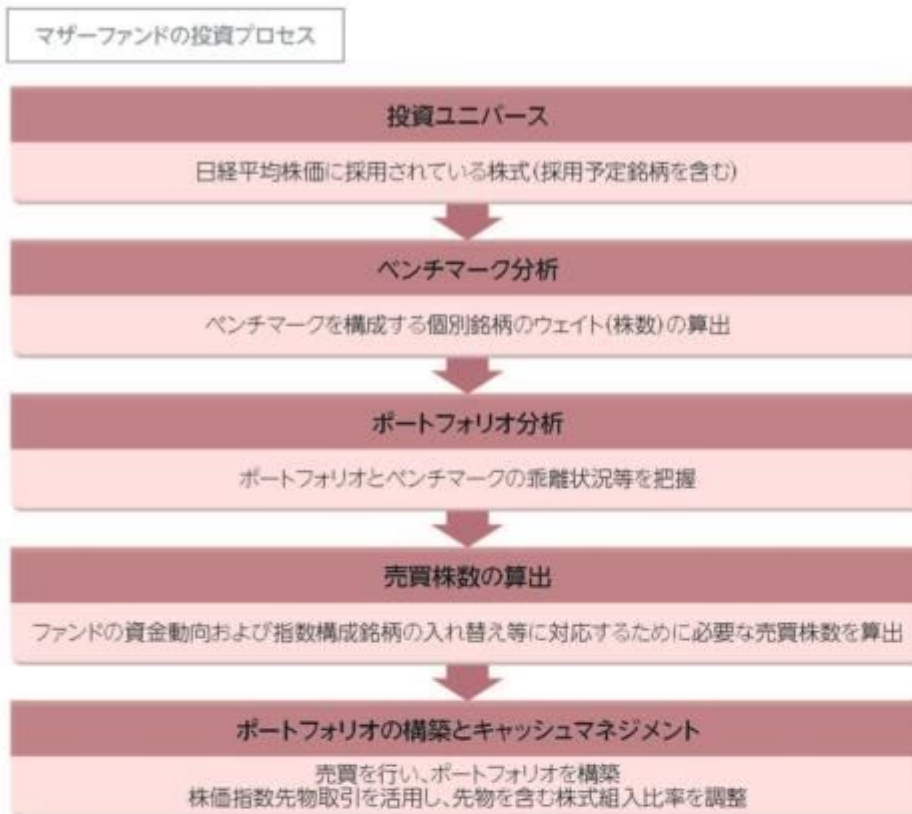 マザーファンドの投資プロセス
投資ユニバース
日経平均株価に採用されている株式(採用予定銘柄を含む)
ベンチマーク分析
ベンチマークを構成する個別銘柄のウェイト(株数)の算出
ポートフォリオ分析
ポートフォリオとベンチマークの乖離状況等を把握
売買株数の算出
ファンドの資金動向および指数構成銘柄の入れ替え等に対応するために必要な売買株数を算出
ポートフォリオの構築とキャッシュマネジメント
売買を行い、ポートフォリオを構築
株価指数先物取引を活用し、先物を含む株式組入比率を調整